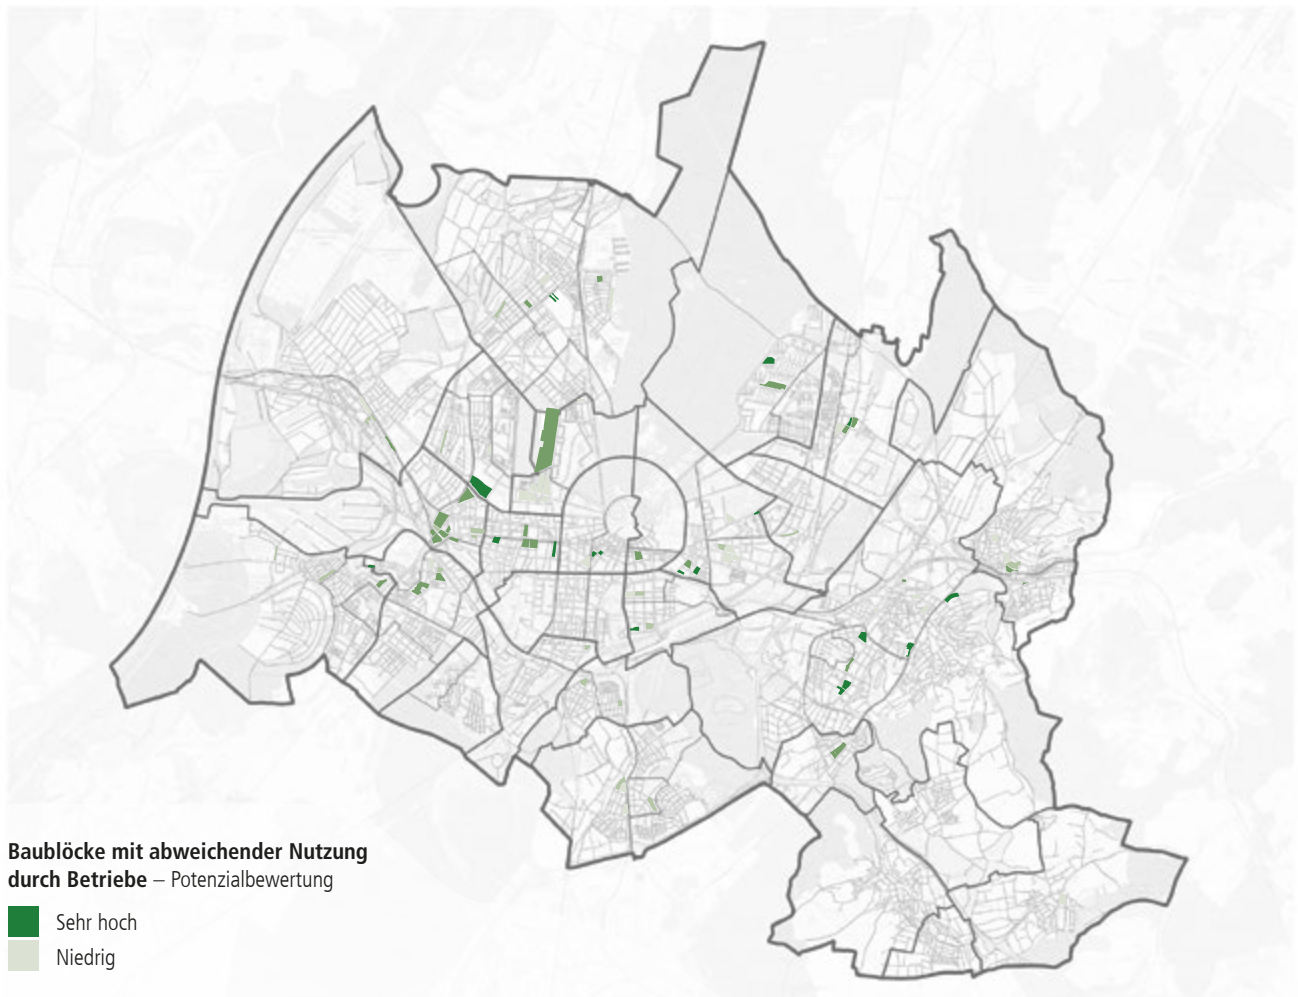 Baublöcke mit abweichender Nutzung
durch Betriebe – Potenzialbewertung
Sehr hoch
Niedrig